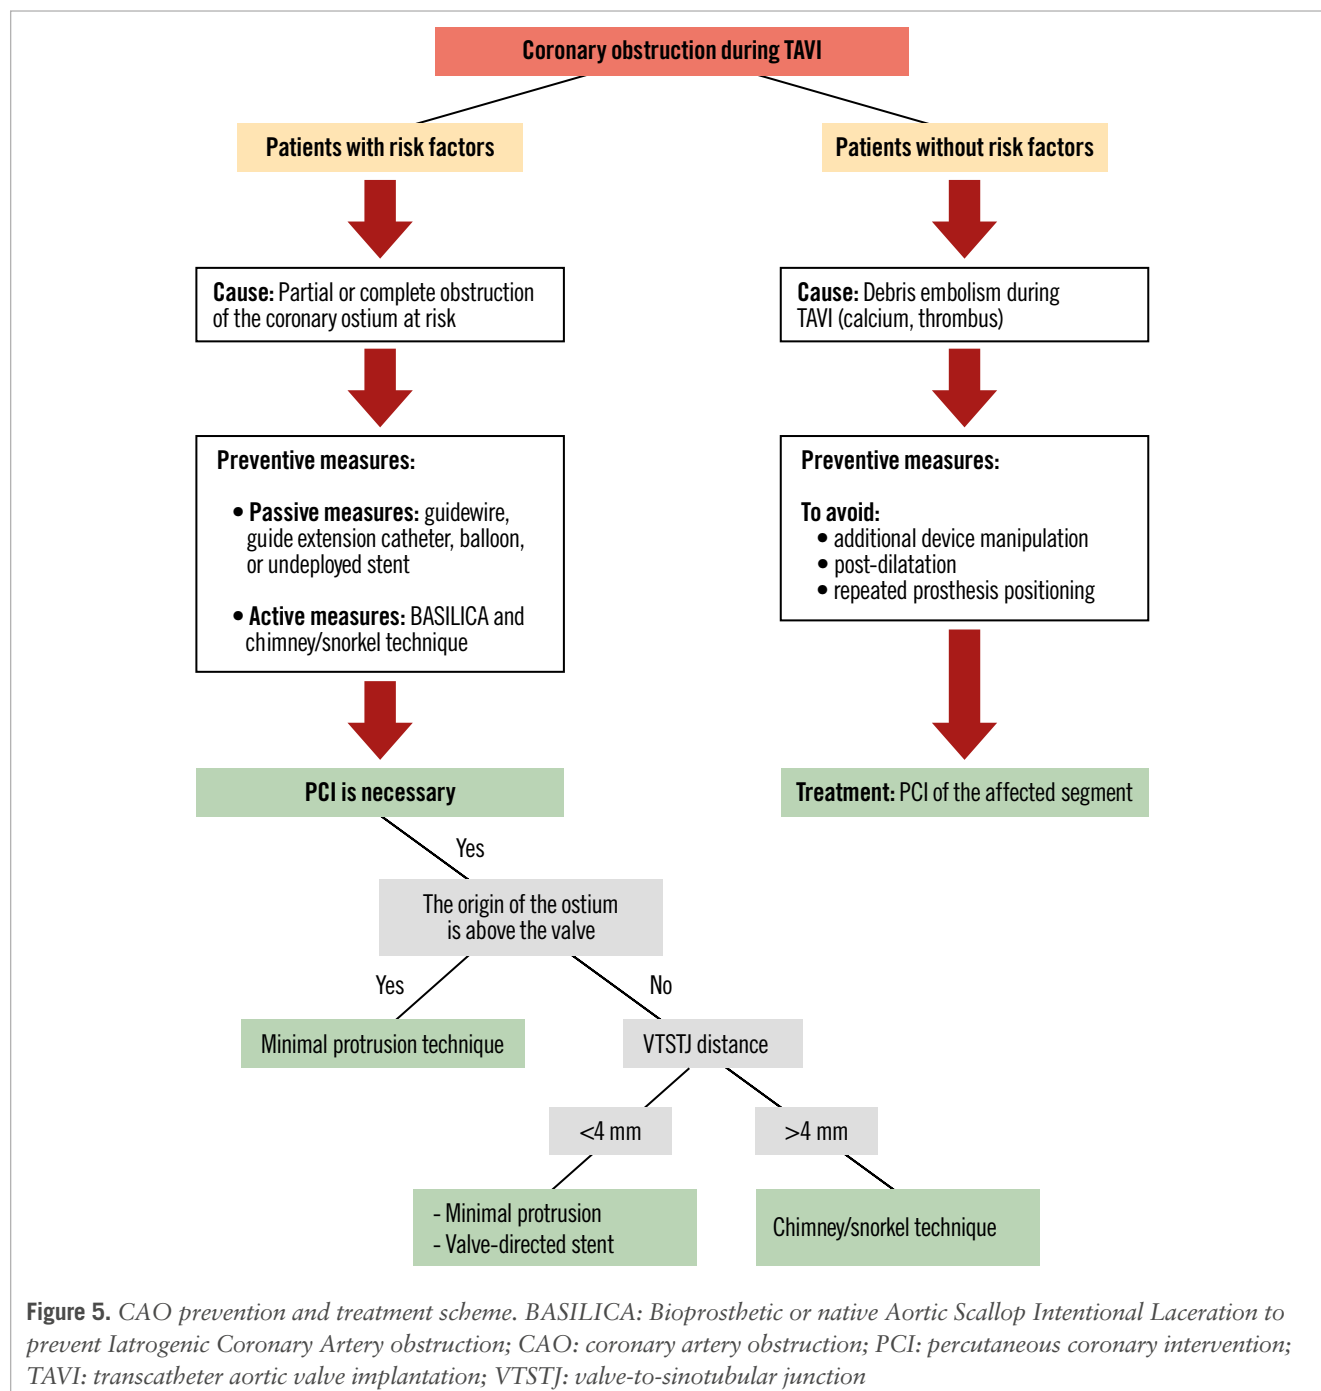 Coronary obstruction during TAVI
Patients with risk factors
Patients without risk factors
Cause: Partial or complete obstruction
of the coronary ostium at risk
Cause: Debris embolism during
TAVI (calcium, thrombus)
Preventive measures:
• Passive measures: guidewire,
guide extension catheter, balloon,
or undeployed stent
• Active measures: BASILICA and
chimney/snorkel technique
Preventive measures:
To avoid:
• additional device manipulation
• post-dilatation
• repeated prosthesis positioning
PCI is necessary
Treatment: PCI of the affected segment
Yes
The origin of the ostium
is above the valve
Yes
No
Minimal protrusion technique
VTSTJ distance
<4 mm
>4 mm
- Minimal protrusion
- Valve-directed stent
Chimney/snorkel technique
Figure 5. CAO prevention and treatment scheme. BASILICA: Bioprosthetic or native Aortic Scallop Intentional Laceration to
prevent Iatrogenic Coronary Artery obstruction; CAO: coronary artery obstruction; PCI: percutaneous coronary intervention;
TAVI: transcatheter aortic valve implantation; VTSTJ: valve-to-sinotubular junction